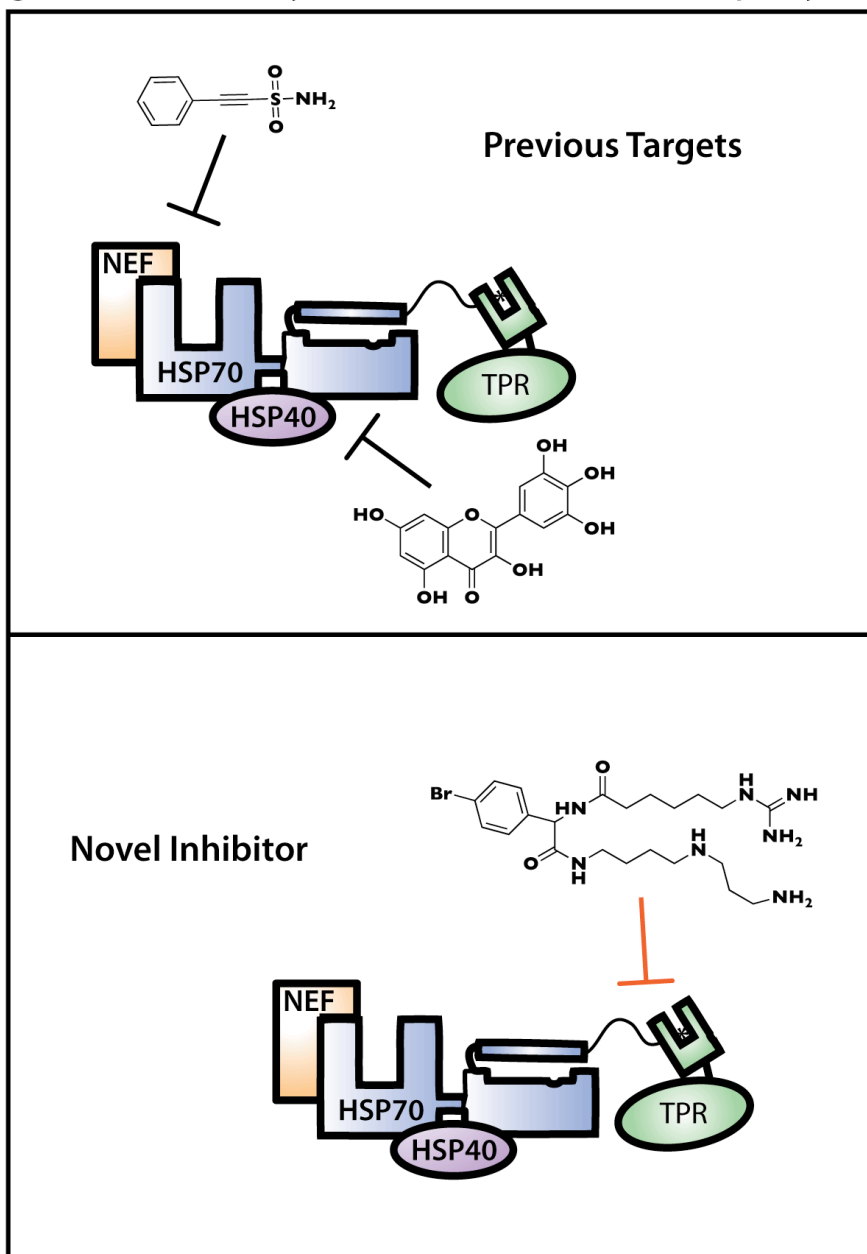 O
S—NH₂
O
Previous Targets
NEF
HSP70
HSP40
*
TPR
OH
OH
HO
O
OH
OH
OH
O
O
H
N
NH
Br
HN
NH₂
H
N
O
N
H
NH₂
Novel Inhibitor
NEF
HSP70
HSP40
*
TPR